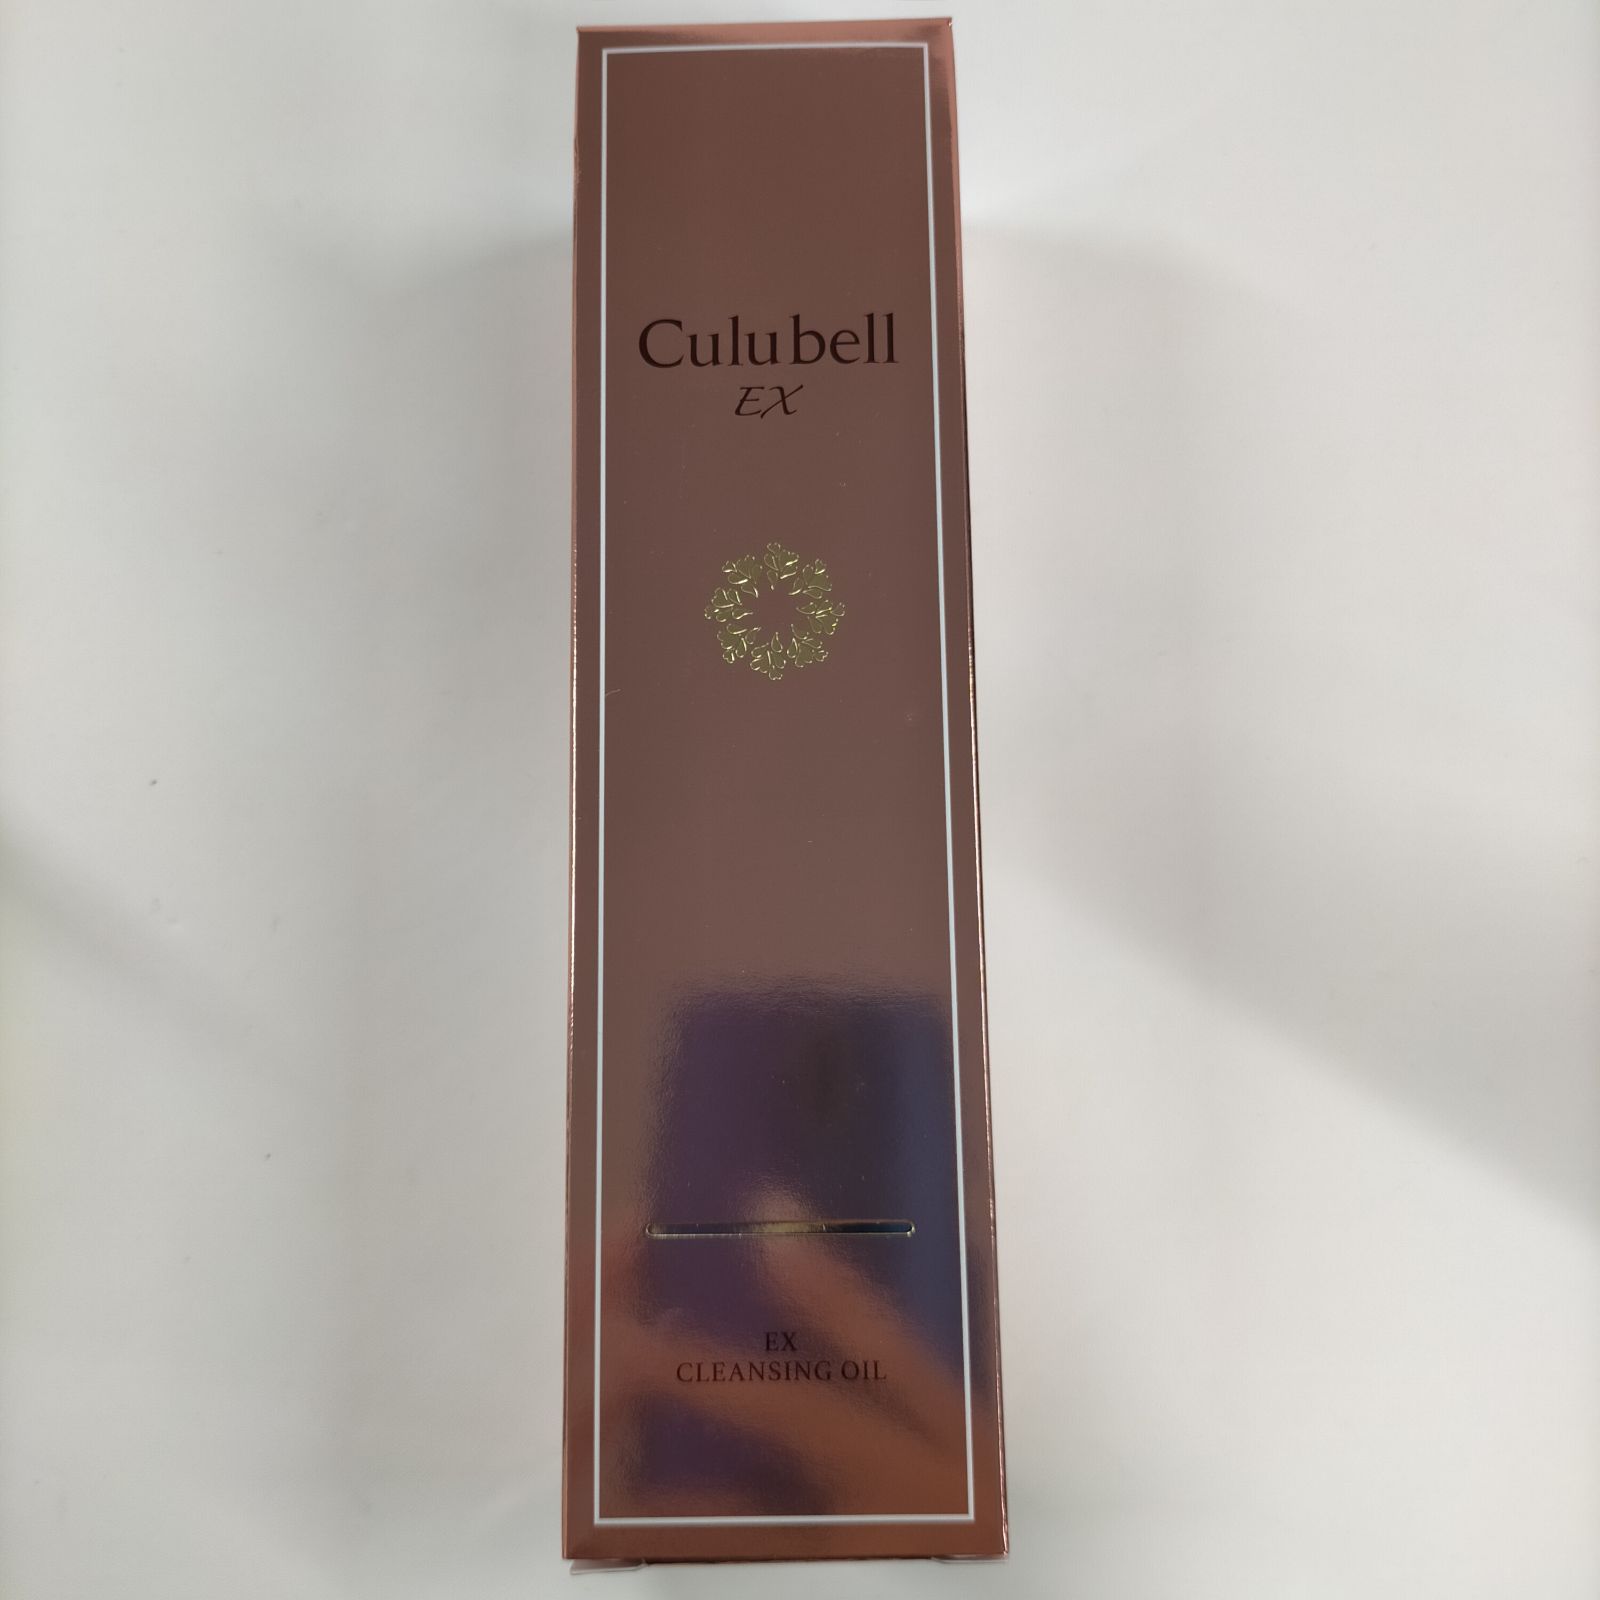 Culubell
EX
EX
CLEANSING OIL